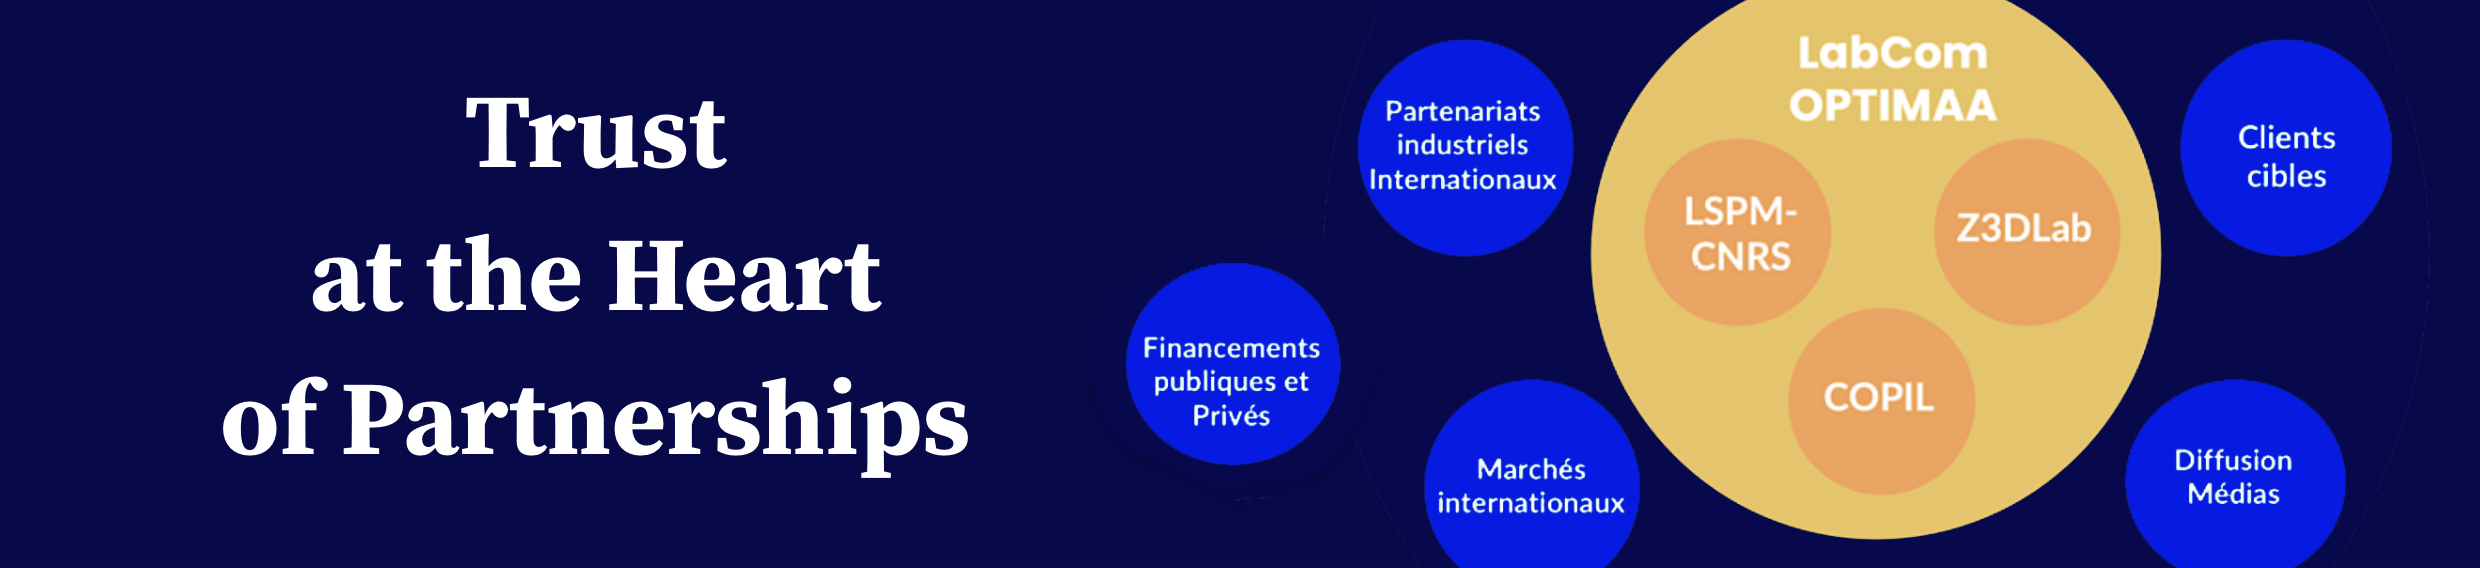 Trust
at the Heart
of Partnerships
LabCom
OPTIMAA
LSPM-
CNRS
Z3DLab
COPIL
Partenariats
industriels
Internationaux
Clients
cibles
Financements
publiques et
Privés
Marchés
internationaux
Diffusion
Médias